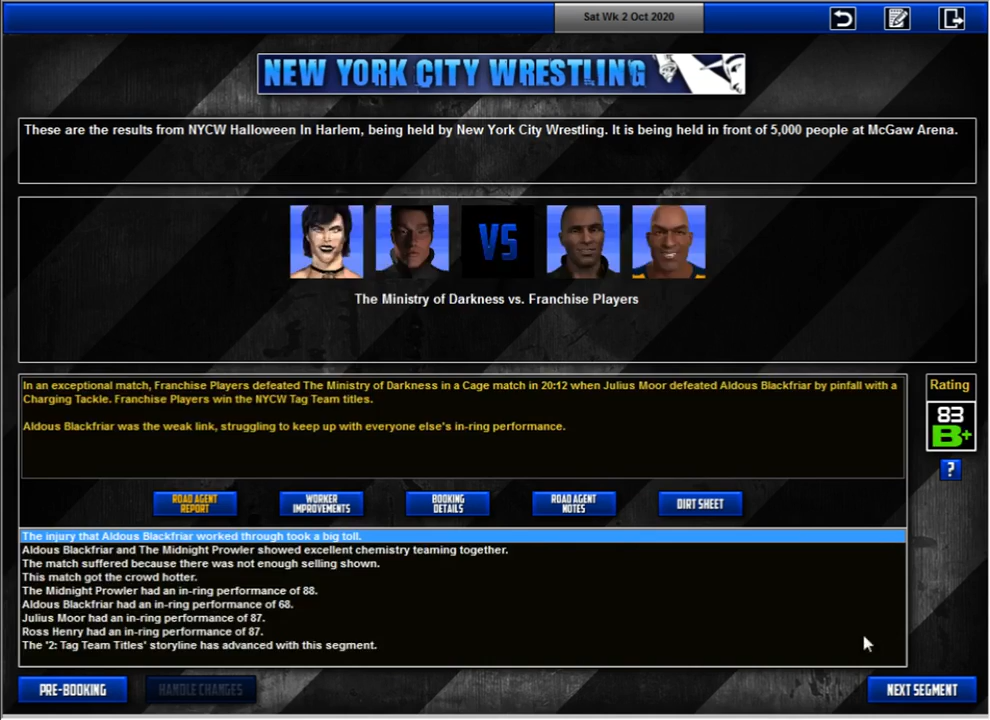 Sat Wk 2 Oct 2020
NEW YORK CITY WRESTLING
These are the results from NYCW Halloween In Harlem, being held by New York City Wrestling. It is being held in front of 5,000 people at McGaw Arena.
VS
The Ministry of Darkness vs. Franchise Players
In an exceptional match, Franchise Players defeated The Ministry of Darkness in a Cage match in 20:12 when Julius Moor defeated Aldous Blackfriar by pinfall with a
Charging Tackle. Franchise Players win the NYCW Tag Team titles.
Aldous Blackfriar was the weak link, struggling to keep up with everyone else's in-ring performance.
Rating
83
B+
?
ROAD AGENT
REPORT
WORKER
IMPROVEMENTS
BOOKING
DETAILS
ROAD AGENT
NOTES
DIRT SHEET
The injury that Aldous Blackfriar worked through took a big toll.
Aldous Blackfriar and The Midnight Prowler showed excellent chemistry teaming together.
The match suffered because there was not enough selling shown.
This match got the crowd hotter.
The Midnight Prowler had an in-ring performance of 88.
Aldous Blackfriar had an in-ring performance of 68.
Julius Moor had an in-ring performance of 87.
Ross Henry had an in-ring performance of 87.
The '2: Tag Team Titles' storyline has advanced with this segment.
PRE-BOOKING
HANDLE CHANGES
NEXT SEGMENT